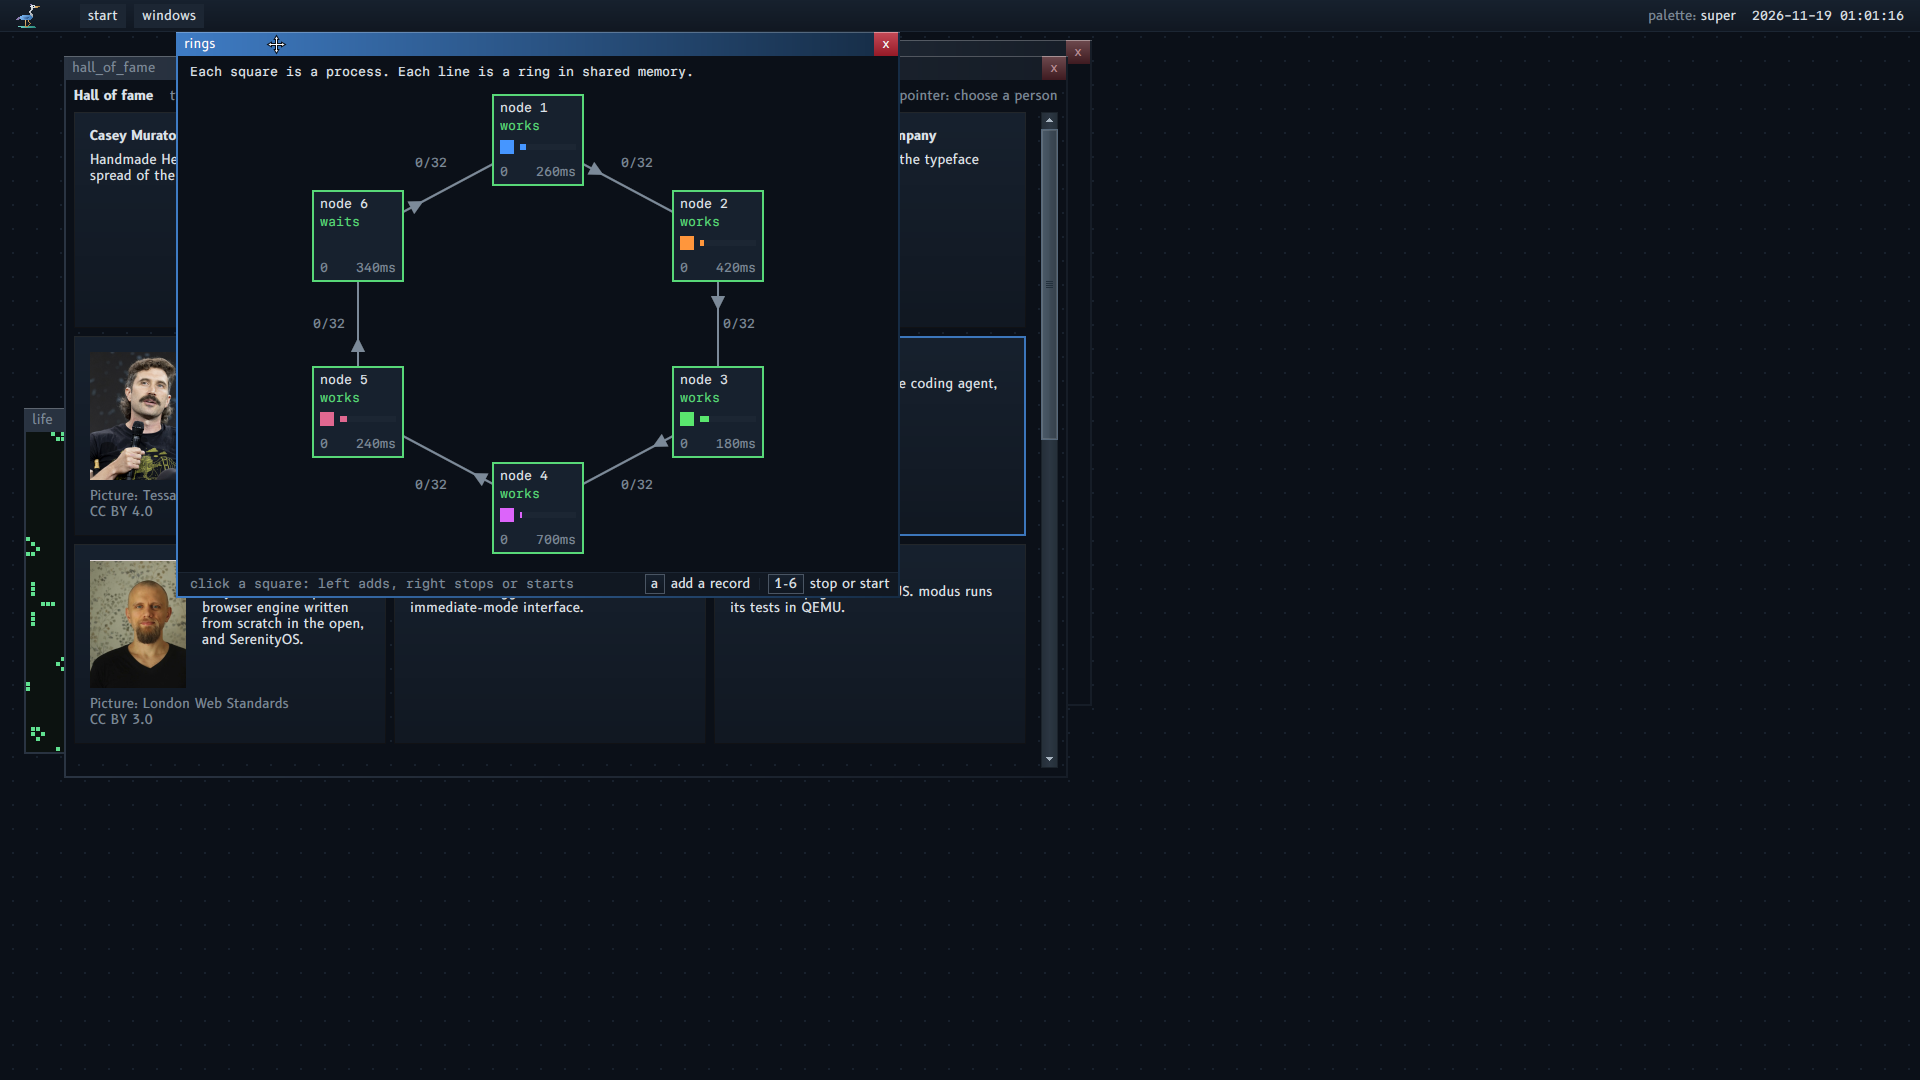 start windows palette: super 2026-11-19 01:01:16
rings x
x
hall_of_fame x
Each square is a process. Each line is a ring in shared memory.
Hall of fame pointer: choose a person
Casey
Handmade
spread of the
the typeface
node 1
works
0 260ms
0/32
0/32
node 6
waits
0 340ms
node 2
works
0 420ms
0/32
0/32
node 5
works
0 240ms
node 3
works
0 180ms
coding agent,
life
0/32
0/32
node 4
works
0 700ms
Picture:
CC BY 4.0
click a square: left adds, right stops or starts a add a record 1-6 stop or start
browser engine written
from scratch in the open,
and SerenityOS.
immediate-mode interface.
modus runs
its tests in QEMU.
Picture: London Web Standards
CC BY 3.0